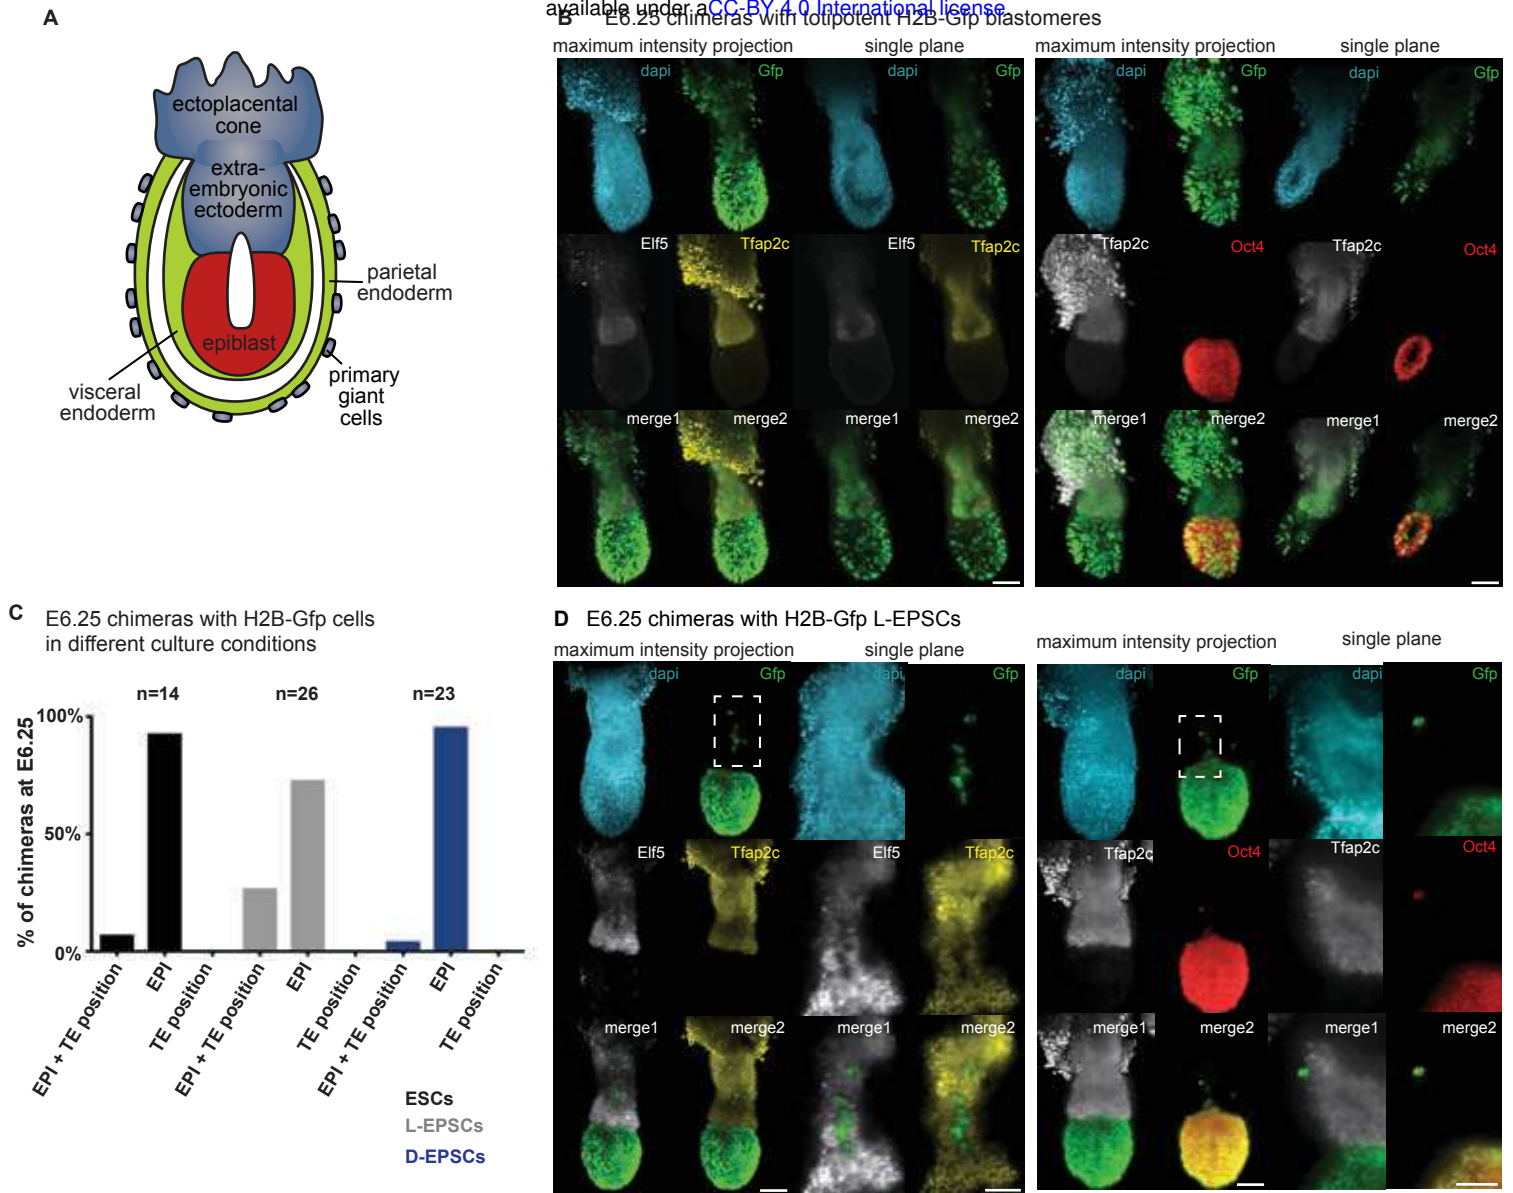 available under aCC-BY 4.0 International license.
A
ectoplacental
cone
extra-
embryonic
ectoderm
epiblast
parietal
endoderm
visceral
endoderm
primary
giant
cells
B E6.25 chimeras with totipotent H2B-Gfp blastomeres
maximum intensity projection single plane maximum intensity projection single plane
dapi Gfp dapi Gfp dapi Gfp dapi Gfp
Elf5 Tfap2c Elf5 Tfap2c Tfap2c Oct4 Tfap2c Oct4
merge1 merge2 merge1 merge2 merge1 merge2 merge1 merge2
C E6.25 chimeras with H2B-Gfp cells
in different culture conditions
n=14 n=26 n=23
% of chimeras at E6.25
100%
50%
0%
EPI + TE position EPI TE position EPI + TE position EPI TE position EPI + TE position EPI TE position
ESCs
L-EPSCs
D-EPSCs
D E6.25 chimeras with H2B-Gfp L-EPSCs
maximum intensity projection single plane maximum intensity projection single plane
dapi Gfp dapi Gfp dapi Gfp dapi Gfp
Elf5 Tfap2c Elf5 Tfap2c Tfap2c Oct4 Tfap2c Oct4
merge1 merge2 merge1 merge2 merge1 merge2 merge1 merge2